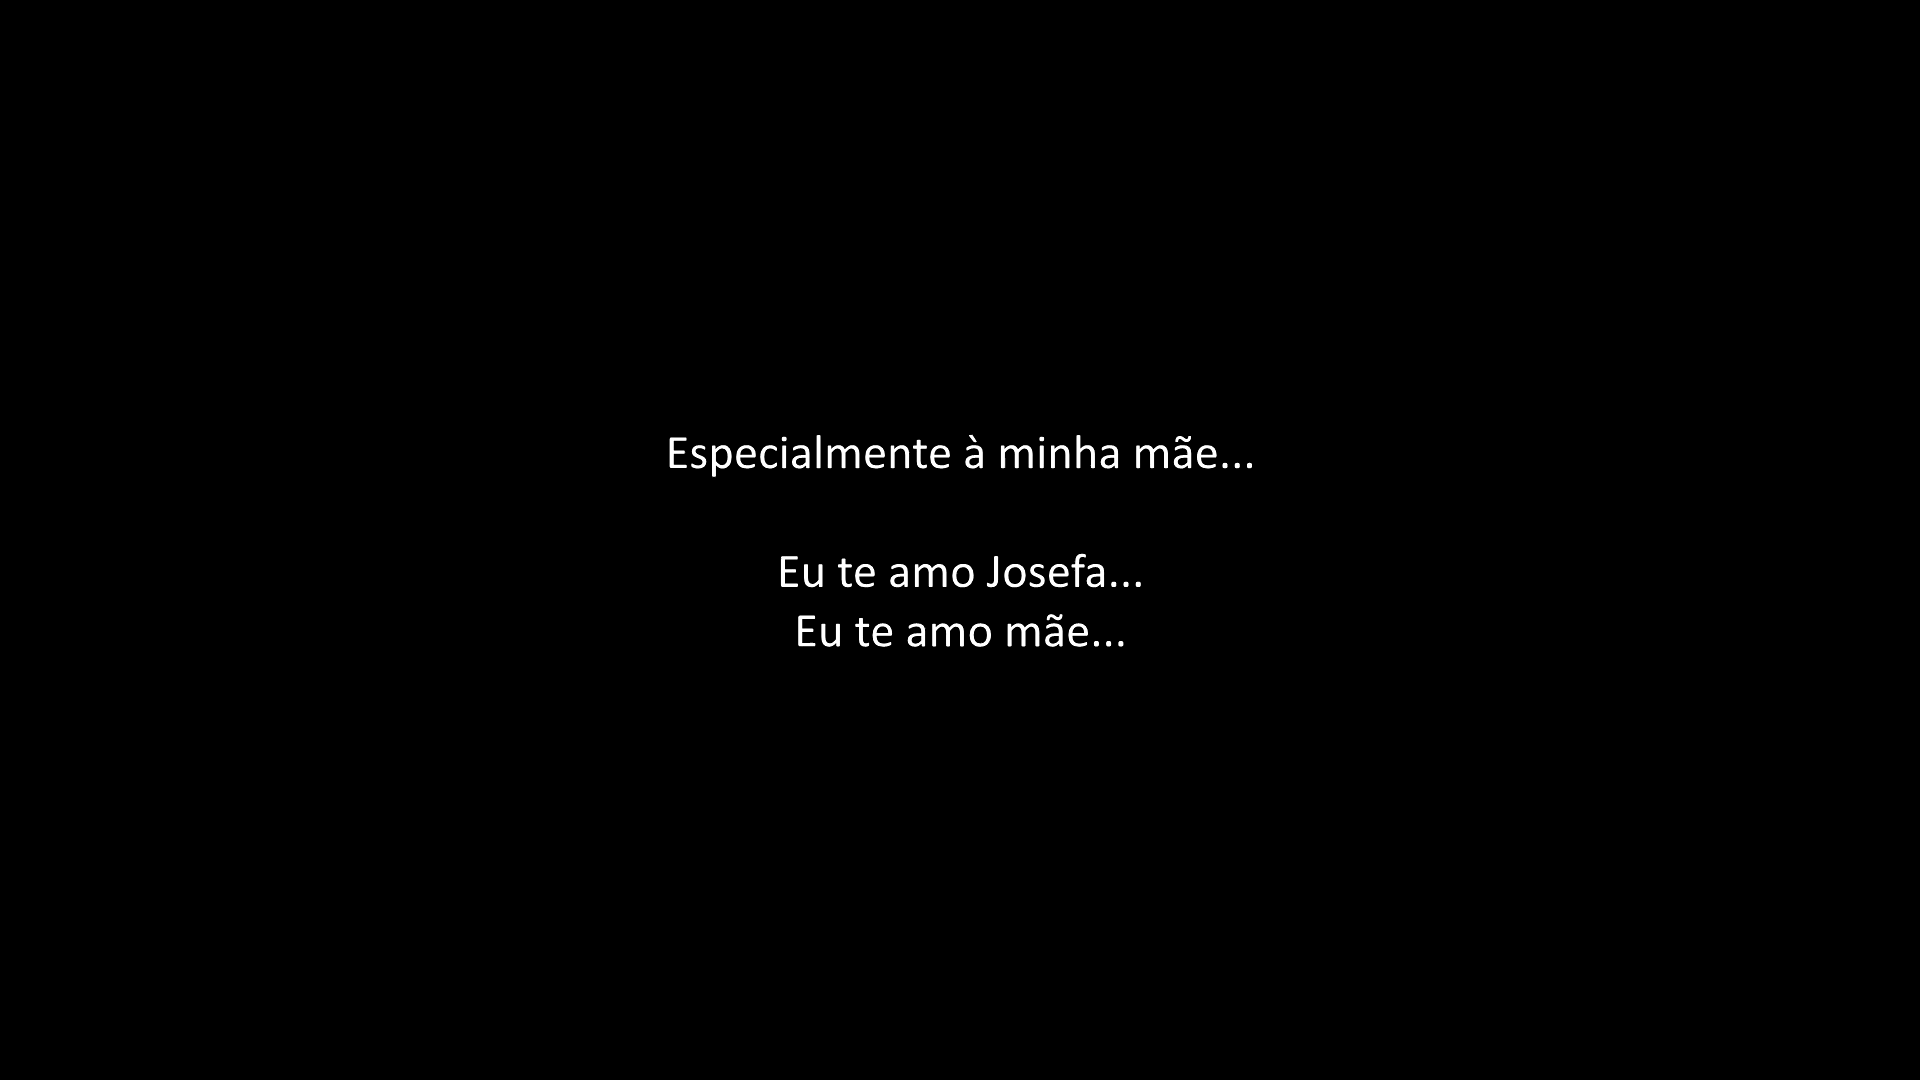 Especialmente à minha mãe...
Eu te amo Josefa...
Eu te amo mãe...